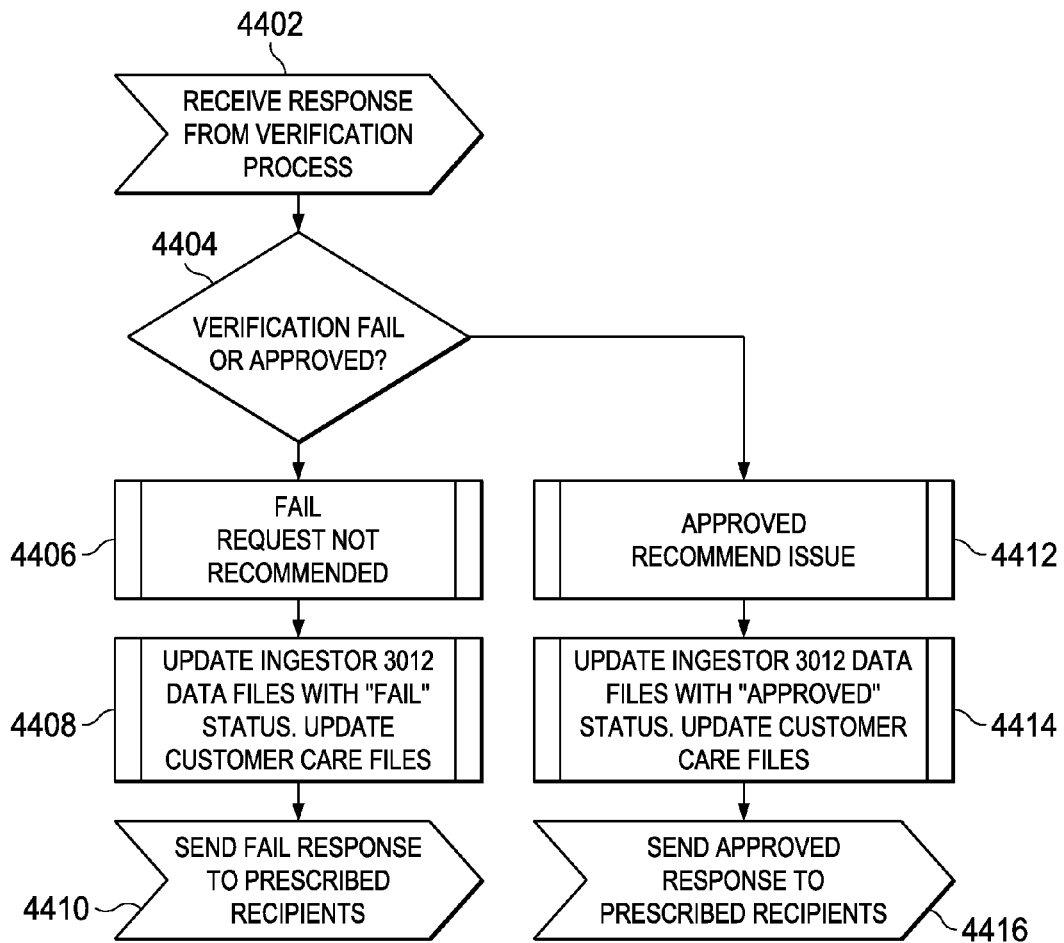 4402
RECEIVE RESPONSE
FROM VERIFICATION
PROCESS
4404
VERIFICATION FAIL
OR APPROVED?
4406
FAIL
REQUEST NOT
RECOMMENDED
APPROVED
RECOMMEND ISSUE
4412
4408
UPDATE INGESTOR 3012
DATA FILES WITH "FAIL"
STATUS. UPDATE
CUSTOMER CARE FILES
UPDATE INGESTOR 3012 DATA
FILES WITH "APPROVED"
STATUS. UPDATE CUSTOMER
CARE FILES
4414
4410
SEND FAIL RESPONSE
TO PRESCRIBED
RECIPIENTS
SEND APPROVED
RESPONSE TO
PRESCRIBED RECIPIENTS
4416